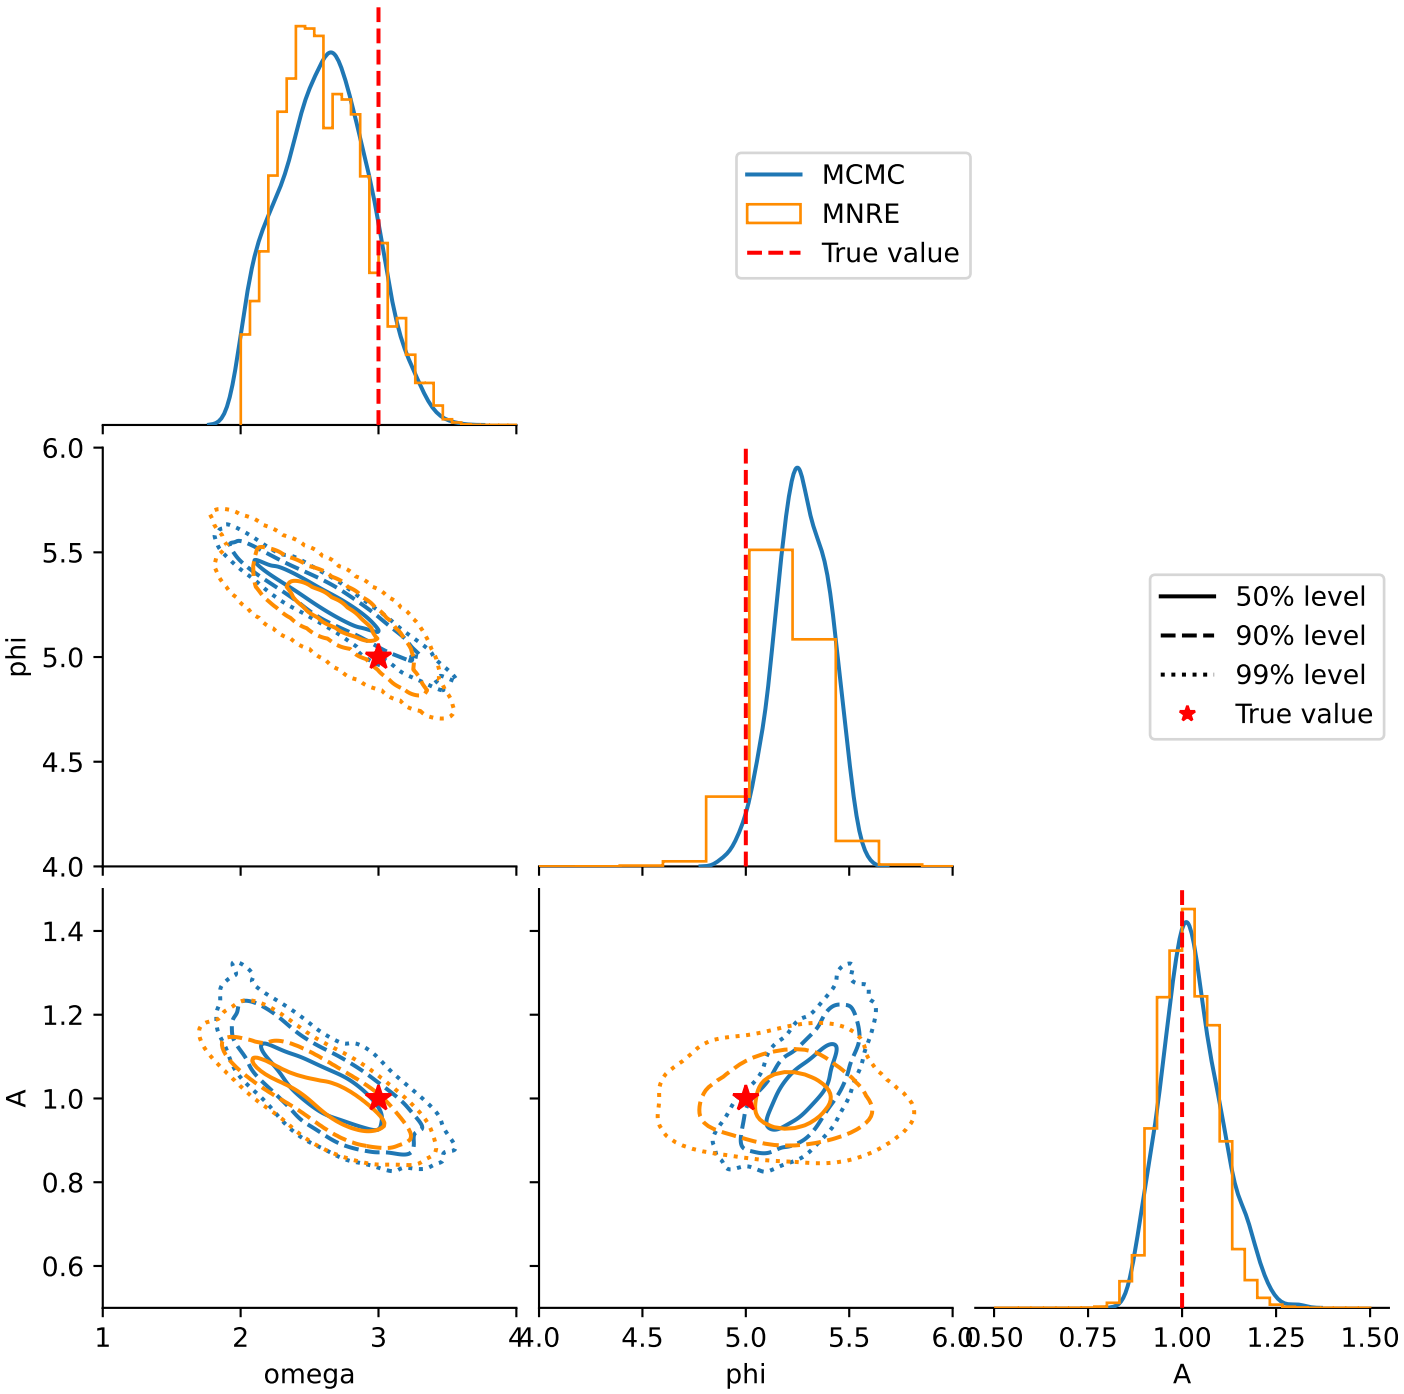 MCMC
MNRE
True value
6.0
5.5
5.0
4.5
4.0
phi
50% level
90% level
99% level
True value
1.4
1.2
1.0
0.8
0.6
A
1 2 3 4
4.0 4.5 5.0 5.5 6.0
0.50 0.75 1.00 1.25 1.50
omega phi A